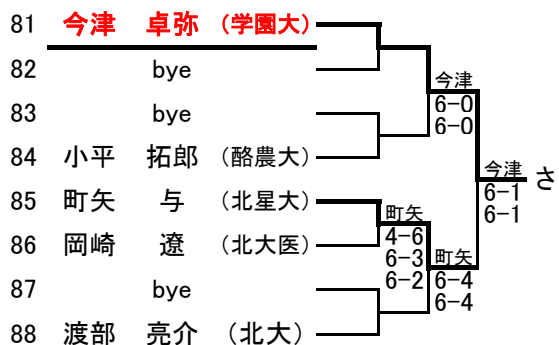 81 今津 卓弥 (学園大)
82 bye
83 bye
84 小平 拓郎 (酪農大)
85 町矢 与 (北星大)
86 岡崎 遼 (北大医)
87 bye
88 渡部 亮介 (北大)
今津
6-0
6-0
町矢
4-6
6-3
6-2
町矢
6-4
6-4
今津
6-1
6-1
さ